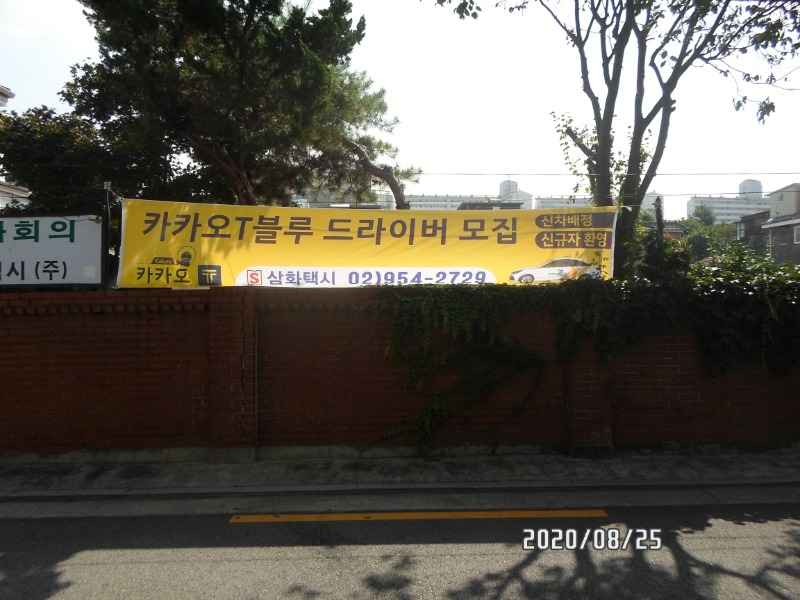 화회의
시 (주)
카카오T블루 드라이버 모집
신차배정
신규자 환영
Kakao
카카오 T
S 삼화택시 02)954-2729
2020/08/25